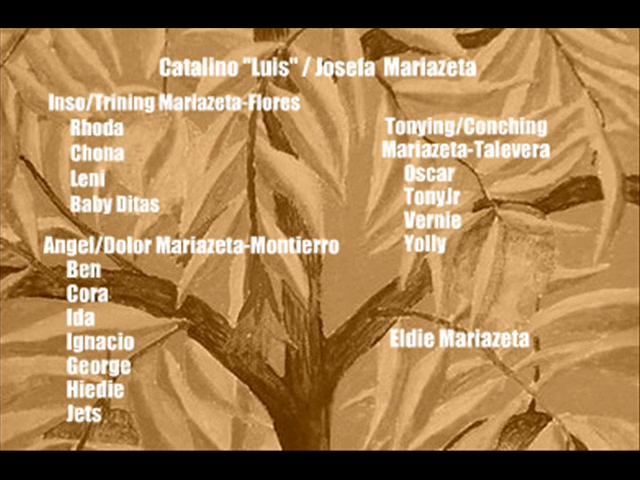 Catalino "Luis" / Josefa Mariazeta
Inso/Trining Mariazeta-Flores
Rhoda
Chona
Leni
Baby Ditas
Angel/Dolor Mariazeta-Montierro
Ben
Cora
Ida
Ignacio
George
Hiedie
Jets
Tonying/Conching
Mariazeta-Talevera
Oscar
TonyJr
Vernie
Yolly
Eldie Mariazeta